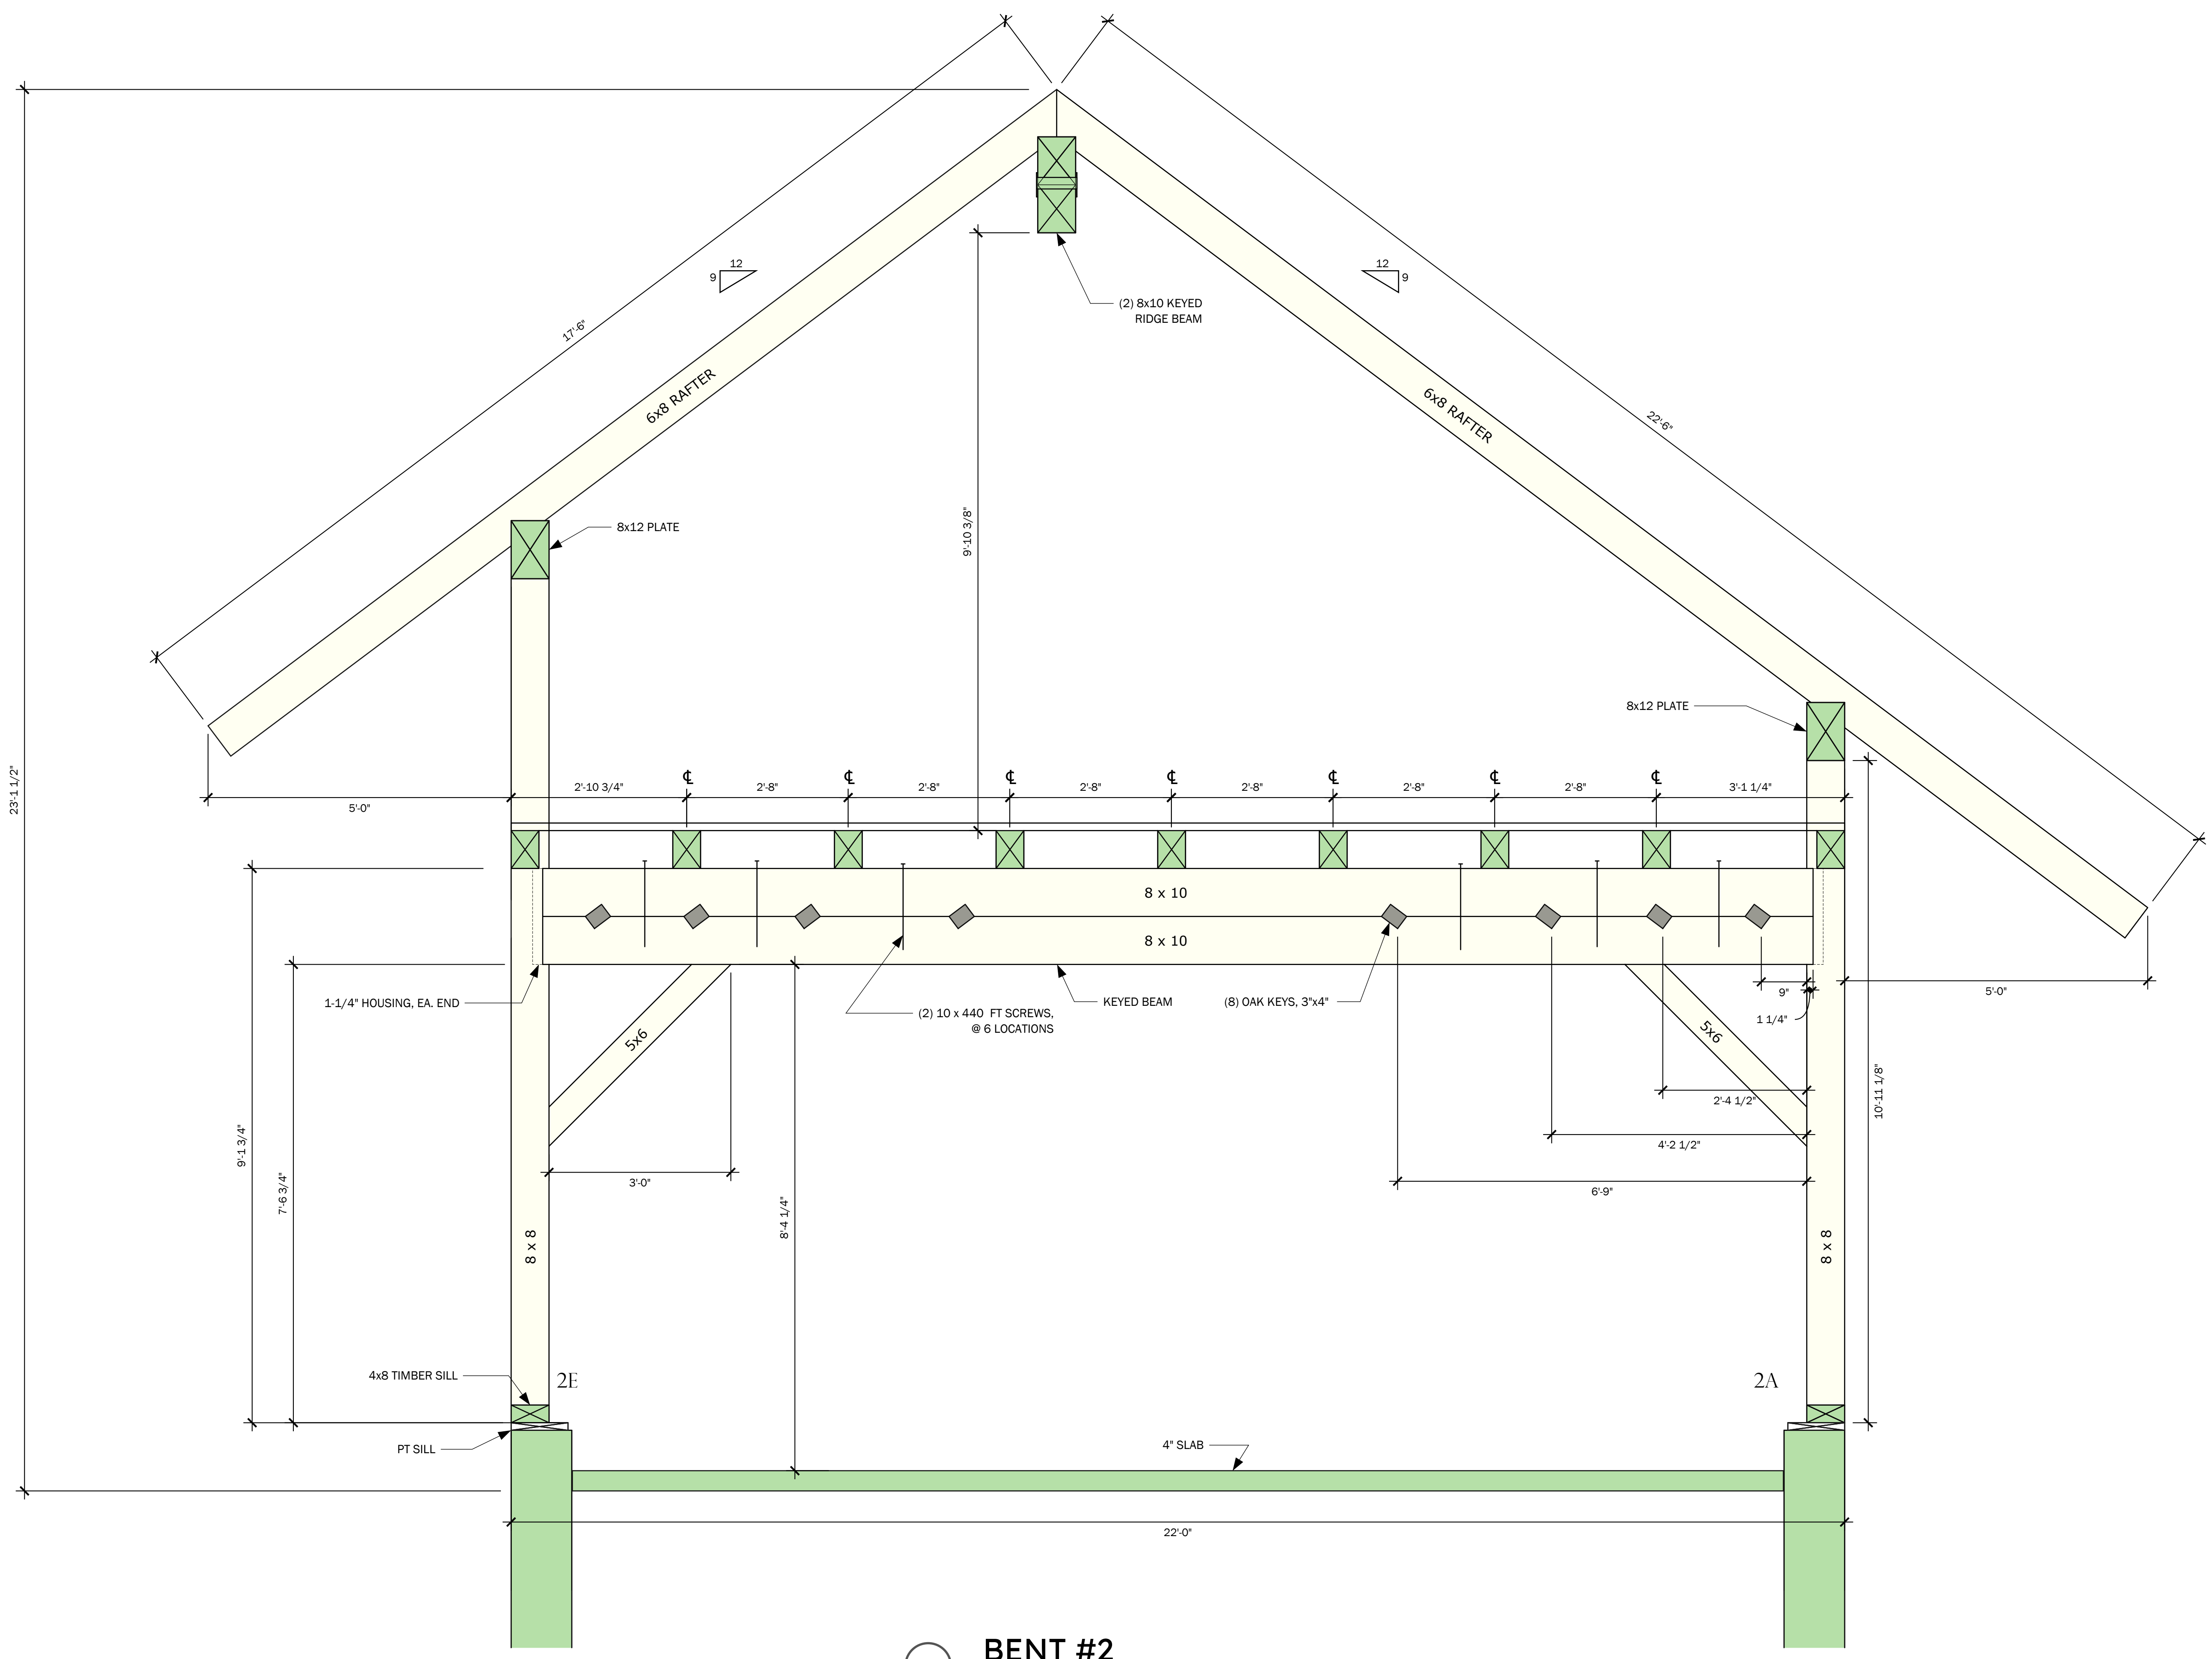 12
9
12
9
(2) 8x10 KEYED
RIDGE BEAM
17'-6"
22'-6"
6x8 RAFTER
6x8 RAFTER
8x12 PLATE
9'-10 3/8"
8x12 PLATE
23'-1 1/2"
℄
℄
℄
℄
℄
℄
℄
5'-0"
2'-10 3/4"
2'-8"
2'-8"
2'-8"
2'-8"
2'-8"
2'-8"
3'-1 1/4"
8 x 10
8 x 10
1-1/4" HOUSING, EA. END
(2) 10 x 440 FT SCREWS,
@ 6 LOCATIONS
KEYED BEAM
(8) OAK KEYS, 3"x4"
9"
1 1/4"
5'-0"
5x6
5x6
2'-4 1/2"
4'-2 1/2"
6'-9"
3'-0"
9'-1 3/4"
7'-6 3/4"
8'-4 1/4"
10'-11 1/8"
8 x 8
8 x 8
4x8 TIMBER SILL
2E
2A
PT SILL
4" SLAB
22'-0"
BENT #2